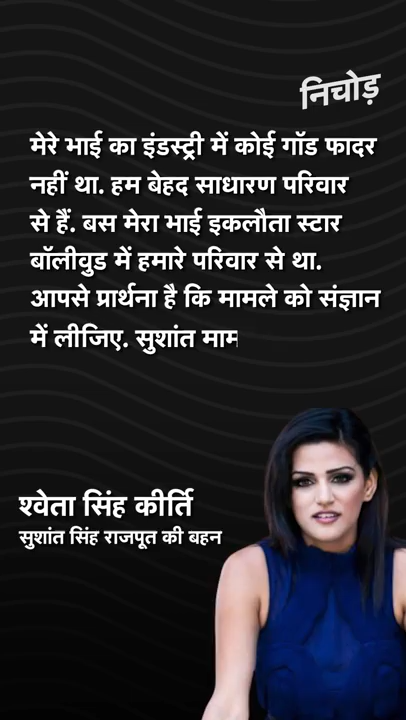 निचोड़
मेरे भाई का इंडस्ट्री में कोई गॉड फादर
नहीं था. हम बेहद साधारण परिवार
से हैं. बस मेरा भाई इकलौता स्टार
बॉलीवुड में हमारे परिवार से था.
आपसे प्रार्थना है कि मामले को संज्ञान
में लीजिए. सुशांत माम
श्वेता सिंह कीर्ति
सुशांत सिंह राजपूत की बहन